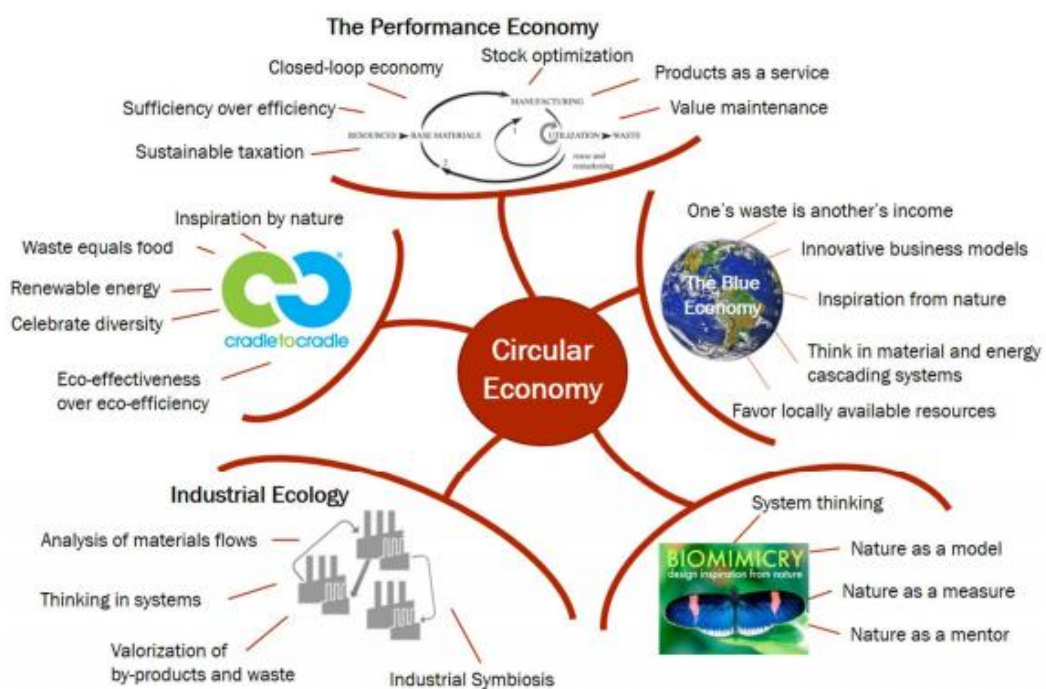 The Performance Economy
Stock optimization
Closed-loop economy
Products as a service
Sufficiency over efficiency
Value maintenance
Sustainable taxation
MANUFACTURING
RESOURCES
BASE MATERIALS
UTILIZATION
WASTE
1
2
reuse and
remarketing
Inspiration by nature
Waste equals food
Renewable energy
Celebrate diversity
cradletocradle
®
Eco-effectiveness
over eco-efficiency
One's waste is another's income
Innovative business models
The Blue
Economy
Inspiration from nature
Think in material and energy
cascading systems
Favor locally available resources
Circular
Economy
Industrial Ecology
Analysis of materials flows
Thinking in systems
Valorization of
by-products and waste
Industrial Symbiosis
System thinking
BIOMIMICRY
design inspiration from nature
Nature as a model
Nature as a measure
Nature as a mentor